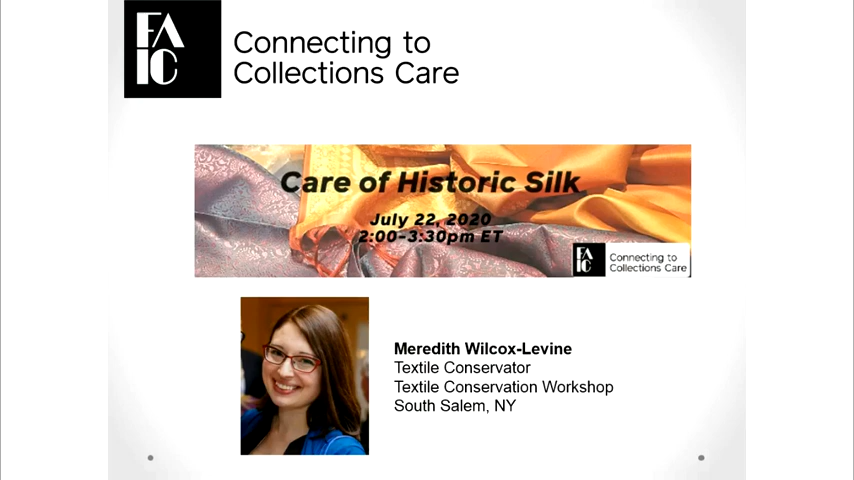 FA
IC
Connecting to
Collections Care
Care of Historic Silk
July 22, 2020
2:00-3:30pm ET
FA
IC
Connecting to
Collections Care
Meredith Wilcox-Levine
Textile Conservator
Textile Conservation Workshop
South Salem, NY